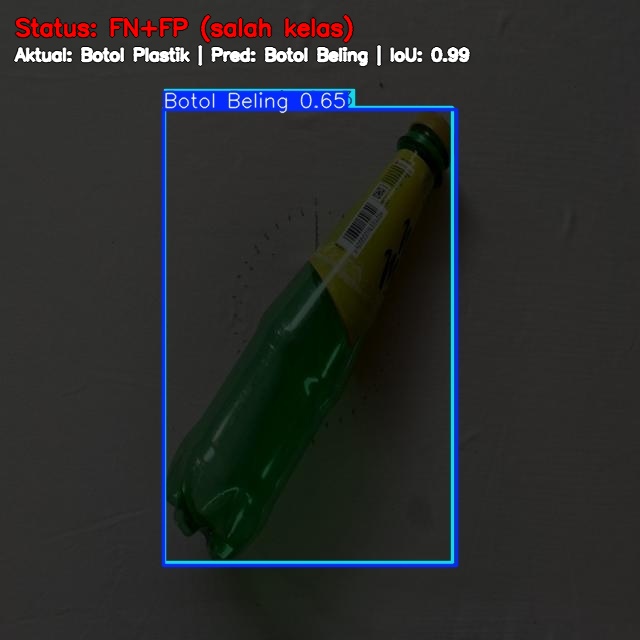 Status: FN+FP (salah kelas)
Aktual: Botol Plastik | Pred: Botol Beling | IoU: 0.99
Botol Beling 0.65